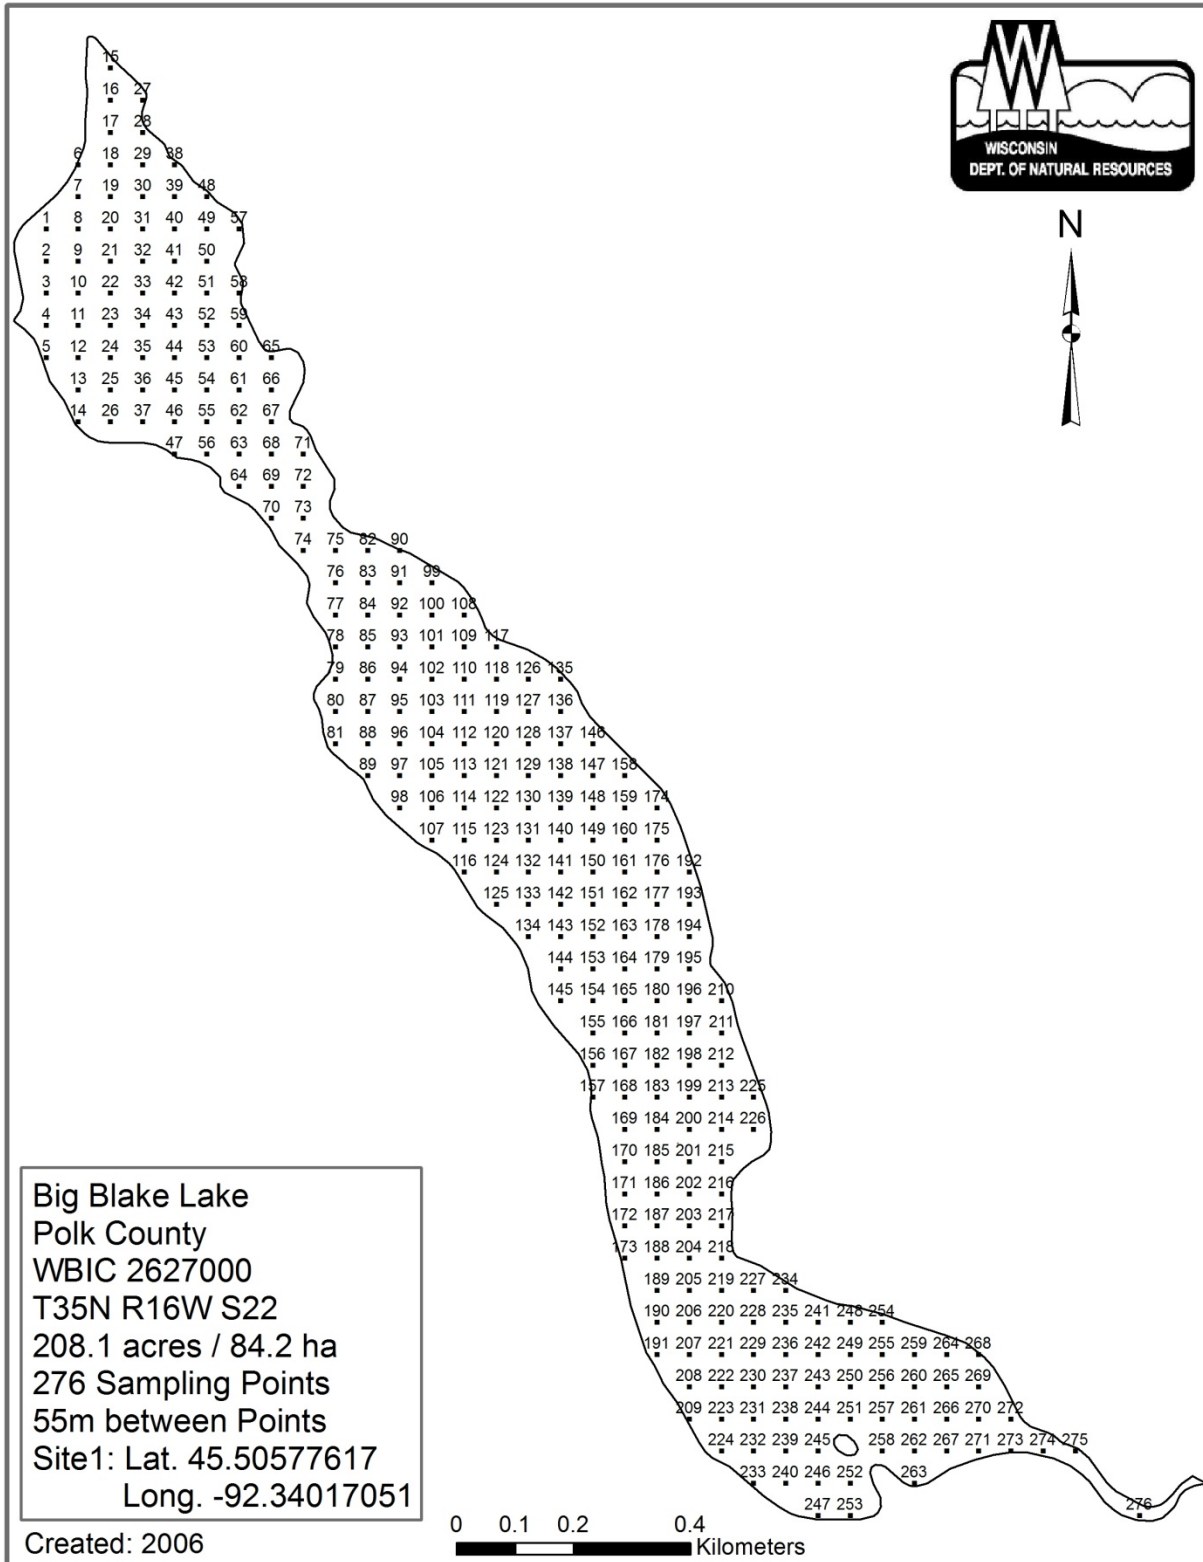 WISCONSIN
DEPT. OF NATURAL RESOURCES
N
15
16 27
17 28
6 18 29 38
7 19 30 39 48
1 8 20 31 40 49 57
2 9 21 32 41 50
3 10 22 33 42 51 58
4 11 23 34 43 52 59
5 12 24 35 44 53 60 65
13 25 36 45 54 61 66
14 26 37 46 55 62 67
47 56 63 68 71
64 69 72
70 73
74 75 82 90
76 83 91 99
77 84 92 100 108
78 85 93 101 109 117
79 86 94 102 110 118 126 135
80 87 95 103 111 119 127 136
81 88 96 104 112 120 128 137 146
89 97 105 113 121 129 138 147 158
98 106 114 122 130 139 148 159 174
107 115 123 131 140 149 160 175
116 124 132 141 150 161 176 192
125 133 142 151 162 177 193
134 143 152 163 178 194
144 153 164 179 195
145 154 165 180 196 210
155 166 181 197 211
156 167 182 198 212
157 168 183 199 213 225
169 184 200 214 226
170 185 201 215
171 186 202 216
172 187 203 217
173 188 204 218
189 205 219 227 234
190 206 220 228 235 241 248 254
191 207 221 229 236 242 249 255 259 264 268
208 222 230 237 243 250 256 260 265 269
209 223 231 238 244 251 257 261 266 270 272
224 232 239 245 258 262 267 271 273 274 275
233 240 246 252 263
247 253 276
Big Blake Lake
Polk County
WBIC 2627000
T35N R16W S22
208.1 acres / 84.2 ha
276 Sampling Points
55m between Points
Site1: Lat. 45.50577617
Long. -92.34017051
Created: 2006
0 0.1 0.2 0.4
Kilometers